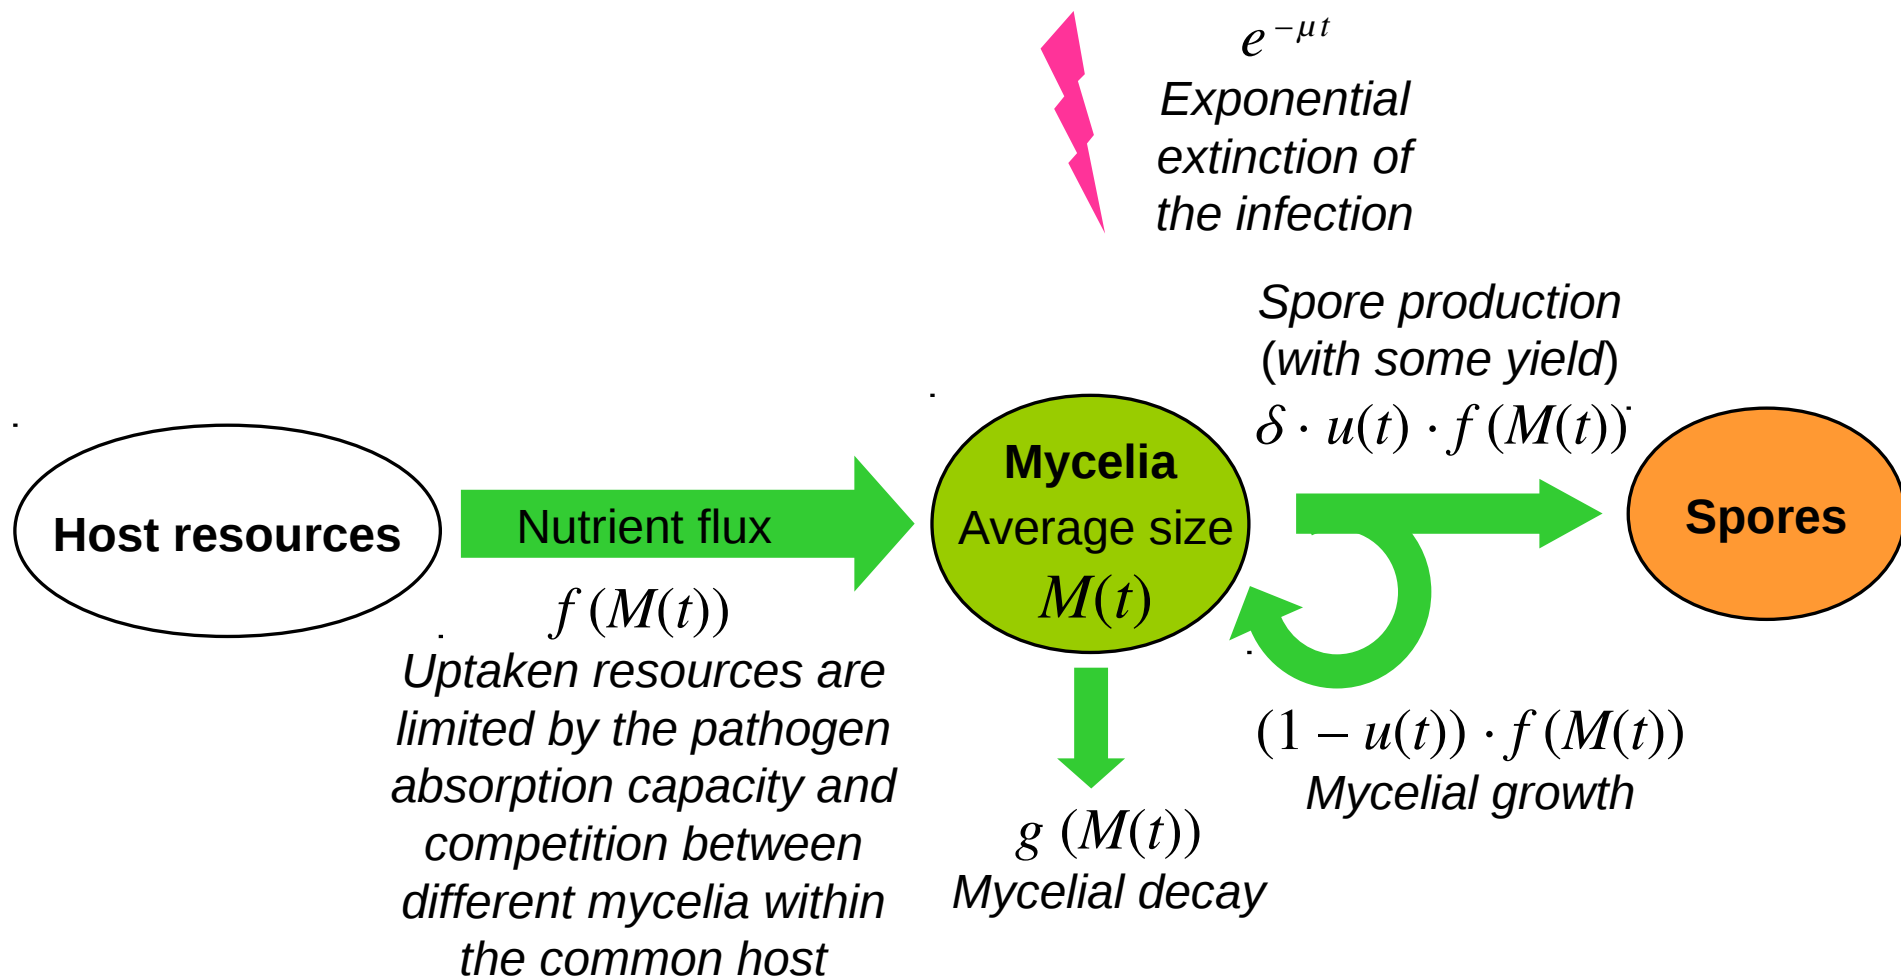 e^{−μ t}
Exponential
extinction of
the infection
Spore production
(with some yield)
δ · u(t) · f (M(t))
Host resources
Nutrient flux
f (M(t))
Uptaken resources are
limited by the pathogen
absorption capacity and
competition between
different mycelia within
the common host
Mycelia
Average size
M(t)
Spores
(1 − u(t)) · f (M(t))
Mycelial growth
g (M(t))
Mycelial decay